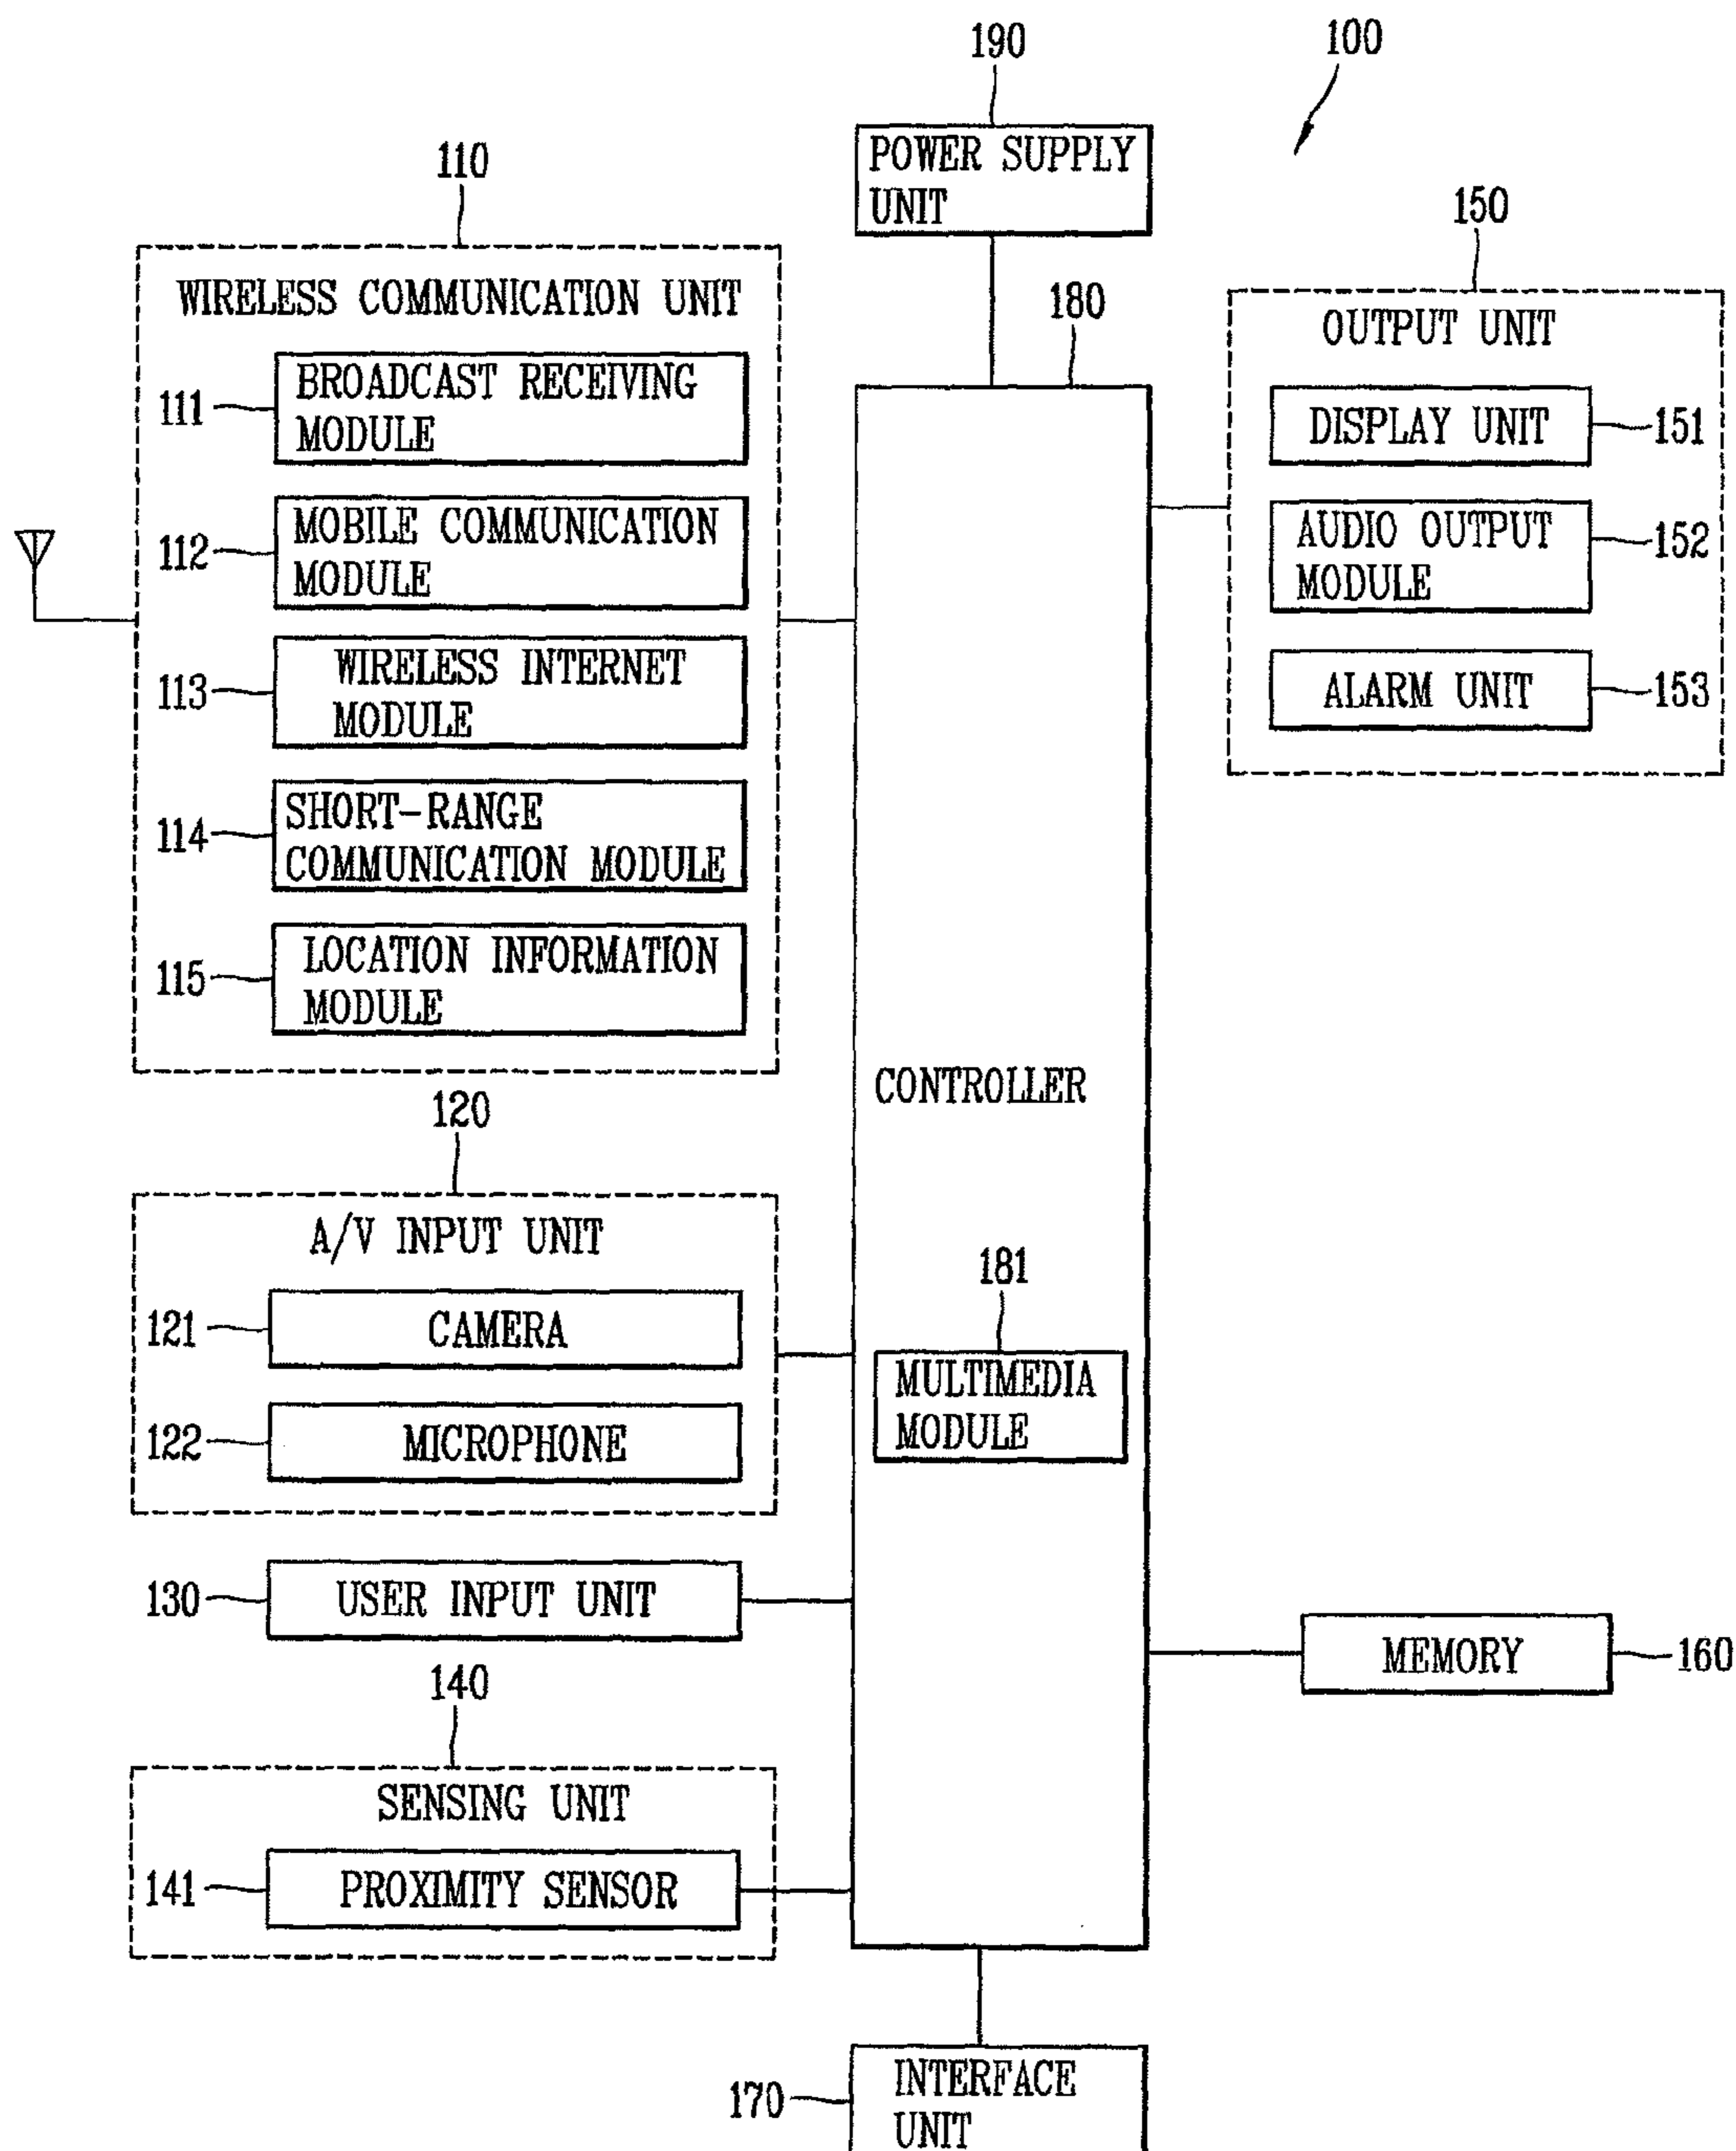 190
100
POWER SUPPLY
UNIT
110
WIRELESS COMMUNICATION UNIT
111
BROADCAST RECEIVING
MODULE
112
MOBILE COMMUNICATION
MODULE
113
WIRELESS INTERNET
MODULE
114
SHORT-RANGE
COMMUNICATION MODULE
115
LOCATION INFORMATION
MODULE
180
CONTROLLER
181
MULTIMEDIA
MODULE
150
OUTPUT UNIT
DISPLAY UNIT
151
AUDIO OUTPUT
MODULE
152
ALARM UNIT
153
120
A/V INPUT UNIT
121
CAMERA
122
MICROPHONE
130
USER INPUT UNIT
MEMORY
160
140
SENSING UNIT
141
PROXIMITY SENSOR
170
INTERFACE
UNIT